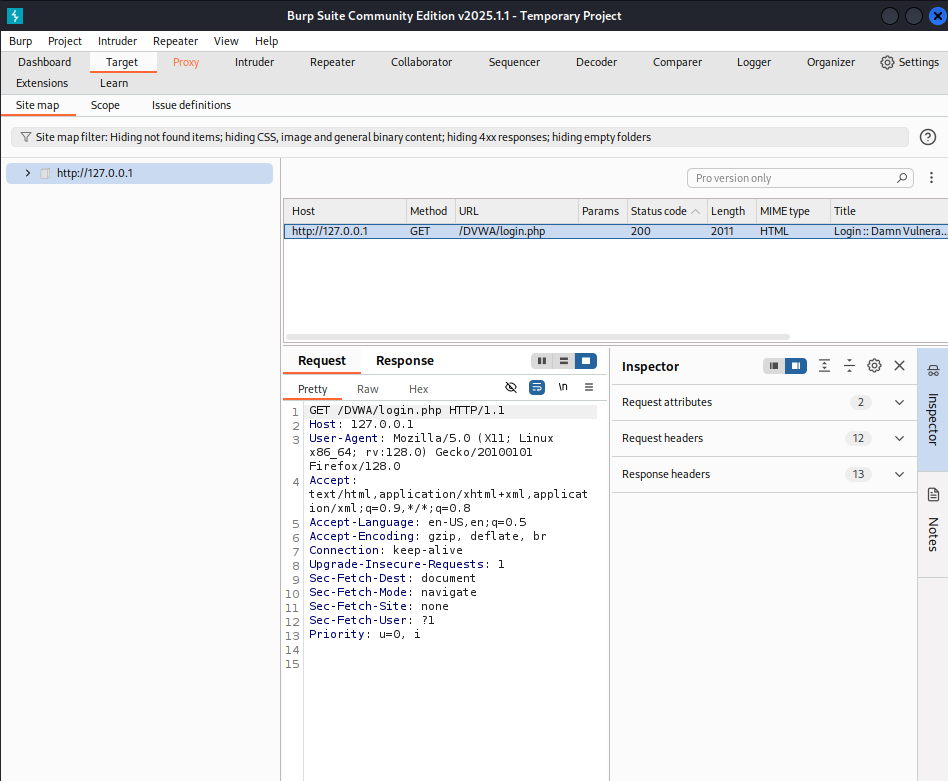 Burp Suite Community Edition v2025.1.1 - Temporary Project
Burp Project Intruder Repeater View Help
Dashboard Target Proxy Intruder Repeater Collaborator Sequencer Decoder Comparer Logger Organizer Settings
Extensions Learn
Site map Scope Issue definitions
Site map filter: Hiding not found items; hiding CSS, image and general binary content; hiding 4xx responses; hiding empty folders
http://127.0.0.1
Pro version only
Host Method URL Params Status code Length MIME type Title
http://127.0.0.1 GET /DVWA/login.php 200 2011 HTML Login :: Damn Vulnera...
Request Response
Pretty Raw Hex \n
1 GET /DVWA/login.php HTTP/1.1
2 Host: 127.0.0.1
3 User-Agent: Mozilla/5.0 (X11; Linux
x86_64; rv:128.0) Gecko/20100101
Firefox/128.0
4 Accept:
text/html,application/xhtml+xml,applicat
ion/xml;q=0.9,*/*;q=0.8
5 Accept-Language: en-US,en;q=0.5
6 Accept-Encoding: gzip, deflate, br
7 Connection: keep-alive
8 Upgrade-Insecure-Requests: 1
9 Sec-Fetch-Dest: document
10 Sec-Fetch-Mode: navigate
11 Sec-Fetch-Site: none
12 Sec-Fetch-User: ?1
13 Priority: u=0, i
14
15
Inspector
Request attributes 2
Request headers 12
Response headers 13
Inspector
Notes